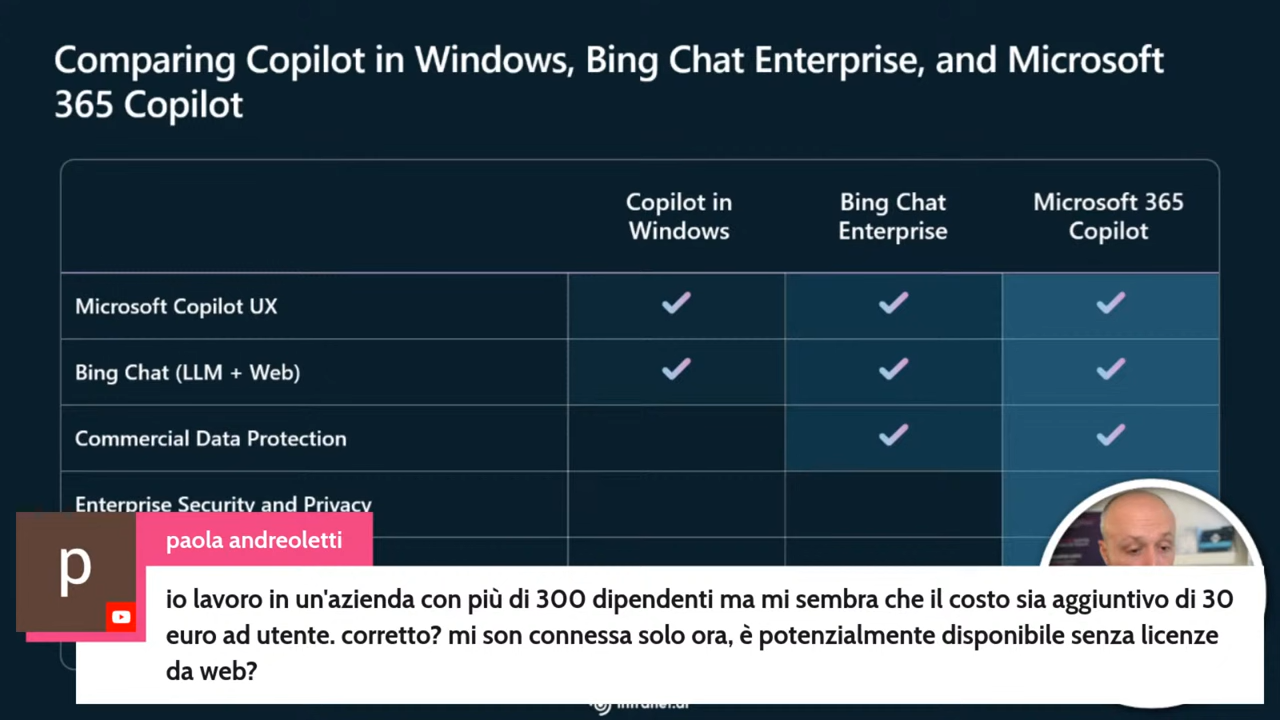 Comparing Copilot in Windows, Bing Chat Enterprise, and Microsoft
365 Copilot
Copilot in
Windows
Bing Chat
Enterprise
Microsoft 365
Copilot
Microsoft Copilot UX
Bing Chat (LLM + Web)
Commercial Data Protection
Enterprise Security and Privacy
p
paola andreoletti
io lavoro in un'azienda con più di 300 dipendenti ma mi sembra che il costo sia aggiuntivo di 30
euro ad utente. corretto? mi son connessa solo ora, è potenzialmente disponibile senza licenze
da web?